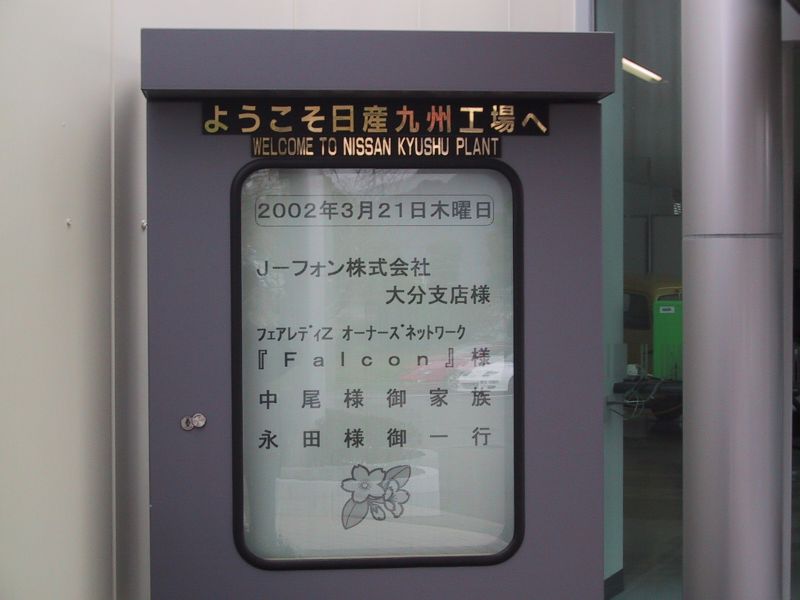 ようこそ日産九州工場へ
WELCOME TO NISSAN KYUSHU PLANT
2002年3月21日木曜日
J－フォン株式会社
大分支店様
フェアレディZ オーナーズネットワーク
『Falcon』様
中尾様御家族
永田様御一行